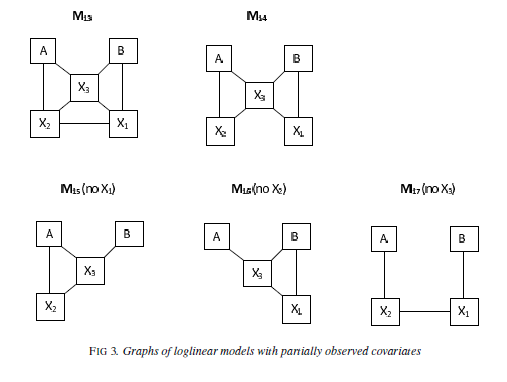 M₁₃ M₁₄
A B A B
X₃ X₃
X₂ X₁ X₂ X₁
M₁₅ (no X₁) M₁₆ (no X₂) M₁₇ (no X₃)
A B A B A B
X₃ X₃
X₂ X₁ X₂ X₁
FIG 3. Graphs of loglinear models with partially observed covariates